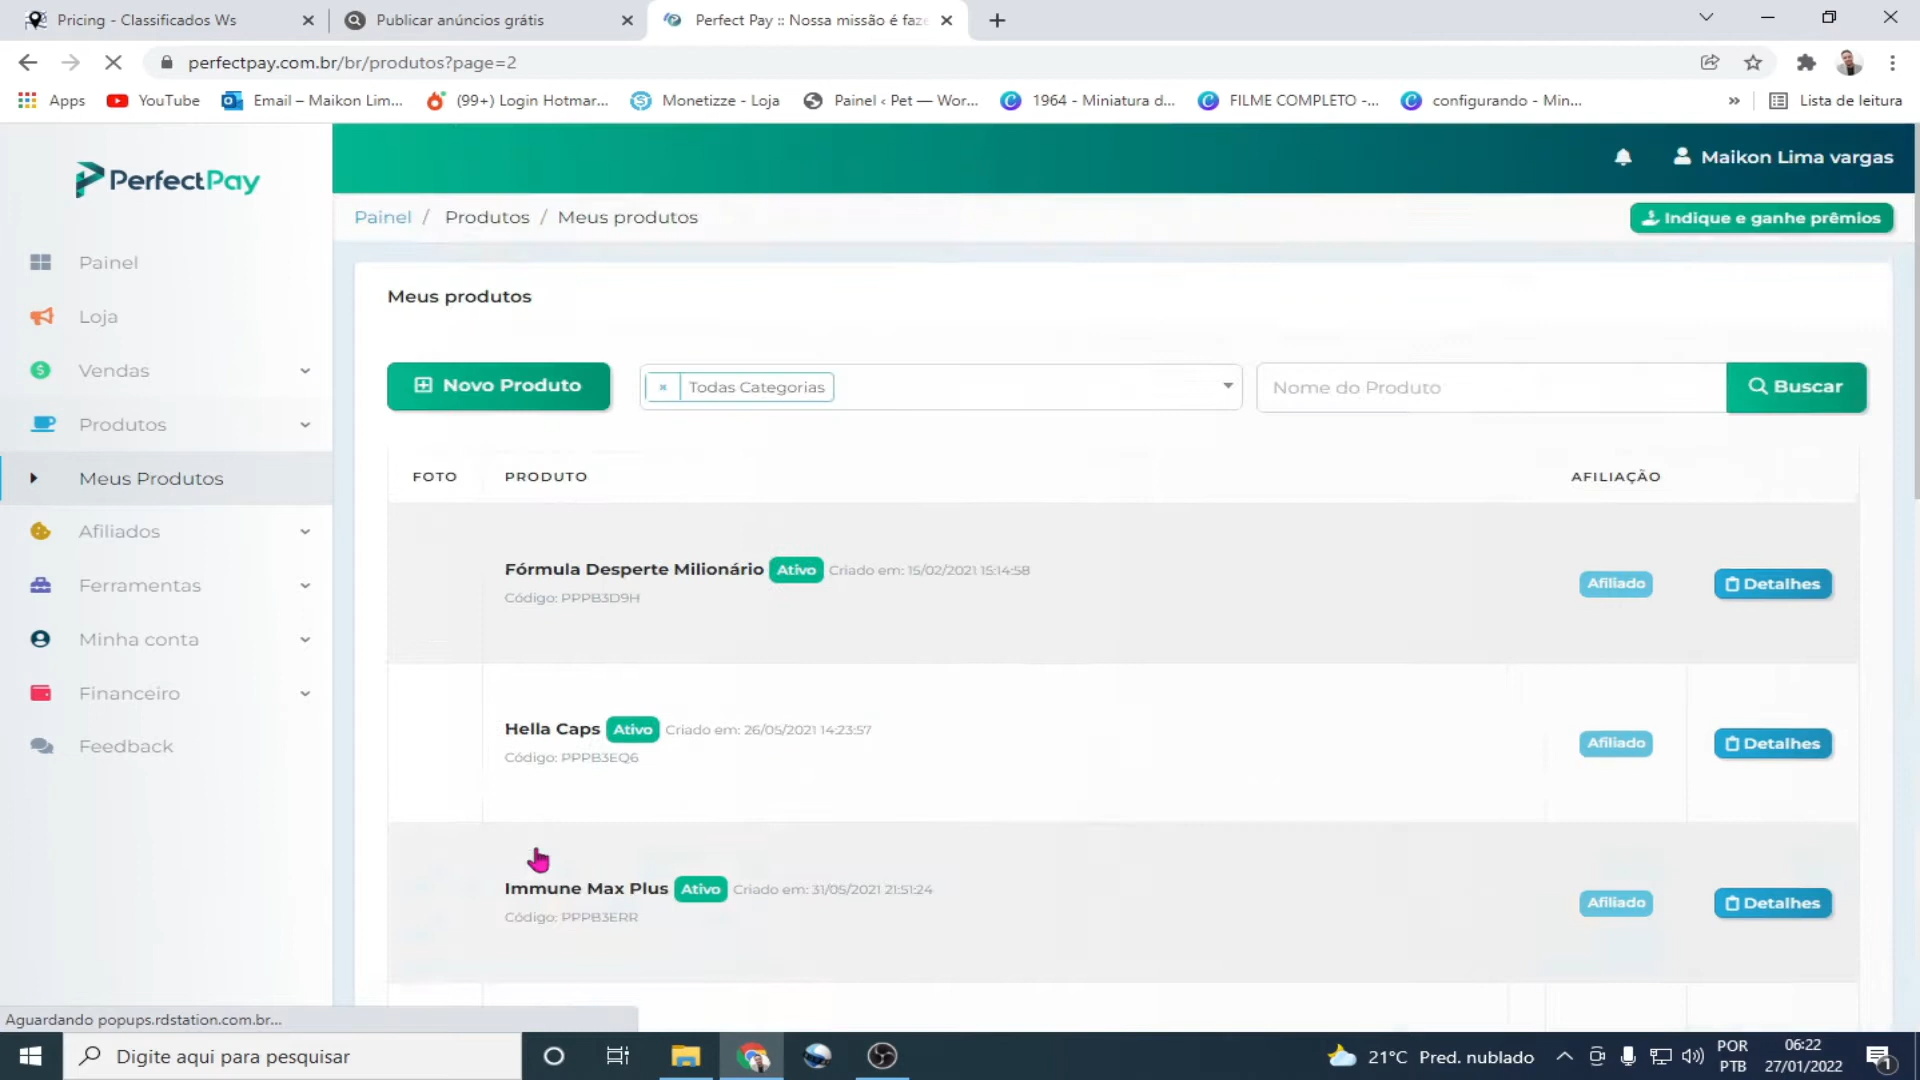 Pricing - Classificados Ws
Publicar anúncios grátis
Perfect Pay :: Nossa missão é faze
perfectpay.com.br/br/produtos?page=2
Apps
YouTube
Email – Maikon Lim...
(99+) Login Hotmar...
Monetizze - Loja
Painel ‹ Pet — Wor...
1964 - Miniatura d...
FILME COMPLETO -...
configurando - Min...
»
Lista de leitura
PerfectPay
Maikon Lima vargas
Painel / Produtos / Meus produtos
Indique e ganhe prêmios
Painel
Loja
Vendas
Produtos
Meus Produtos
Afiliados
Ferramentas
Minha conta
Financeiro
Feedback
Meus produtos
Novo Produto
× Todas Categorias
Nome do Produto
Buscar
FOTO PRODUTO AFILIAÇÃO
Fórmula Desperte Milionário Ativo Criado em: 15/02/2021 15:14:58
Código: PPPB3D9H
Afiliado Detalhes
Hella Caps Ativo Criado em: 26/05/2021 14:23:57
Código: PPPB3EQ6
Afiliado Detalhes
Immune Max Plus Ativo Criado em: 31/05/2021 21:51:24
Código: PPPB3ERR
Afiliado Detalhes
Aguardando popups.rdstation.com.br...
Digite aqui para pesquisar
21°C Pred. nublado
POR
PTB
06:22
27/01/2022
1